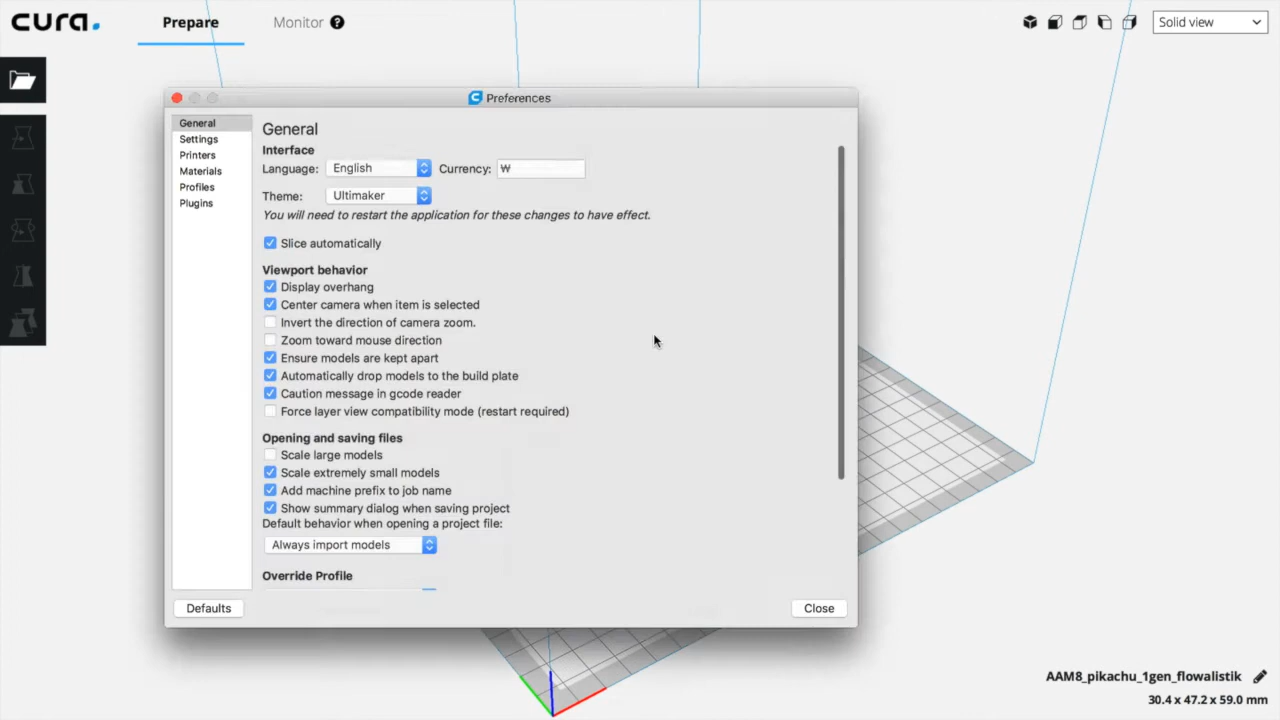 cura.
Prepare
Monitor ?
Solid view
Preferences
General
Settings
Printers
Materials
Profiles
Plugins
General
Interface
Language: English Currency: ₩
Theme: Ultimaker
You will need to restart the application for these changes to have effect.
Slice automatically
Viewport behavior
Display overhang
Center camera when item is selected
Invert the direction of camera zoom.
Zoom toward mouse direction
Ensure models are kept apart
Automatically drop models to the build plate
Caution message in gcode reader
Force layer view compatibility mode (restart required)
Opening and saving files
Scale large models
Scale extremely small models
Add machine prefix to job name
Show summary dialog when saving project
Default behavior when opening a project file:
Always import models
Override Profile
Defaults
Close
AAM8_pikachu_1gen_flowalistik
30.4 x 47.2 x 59.0 mm